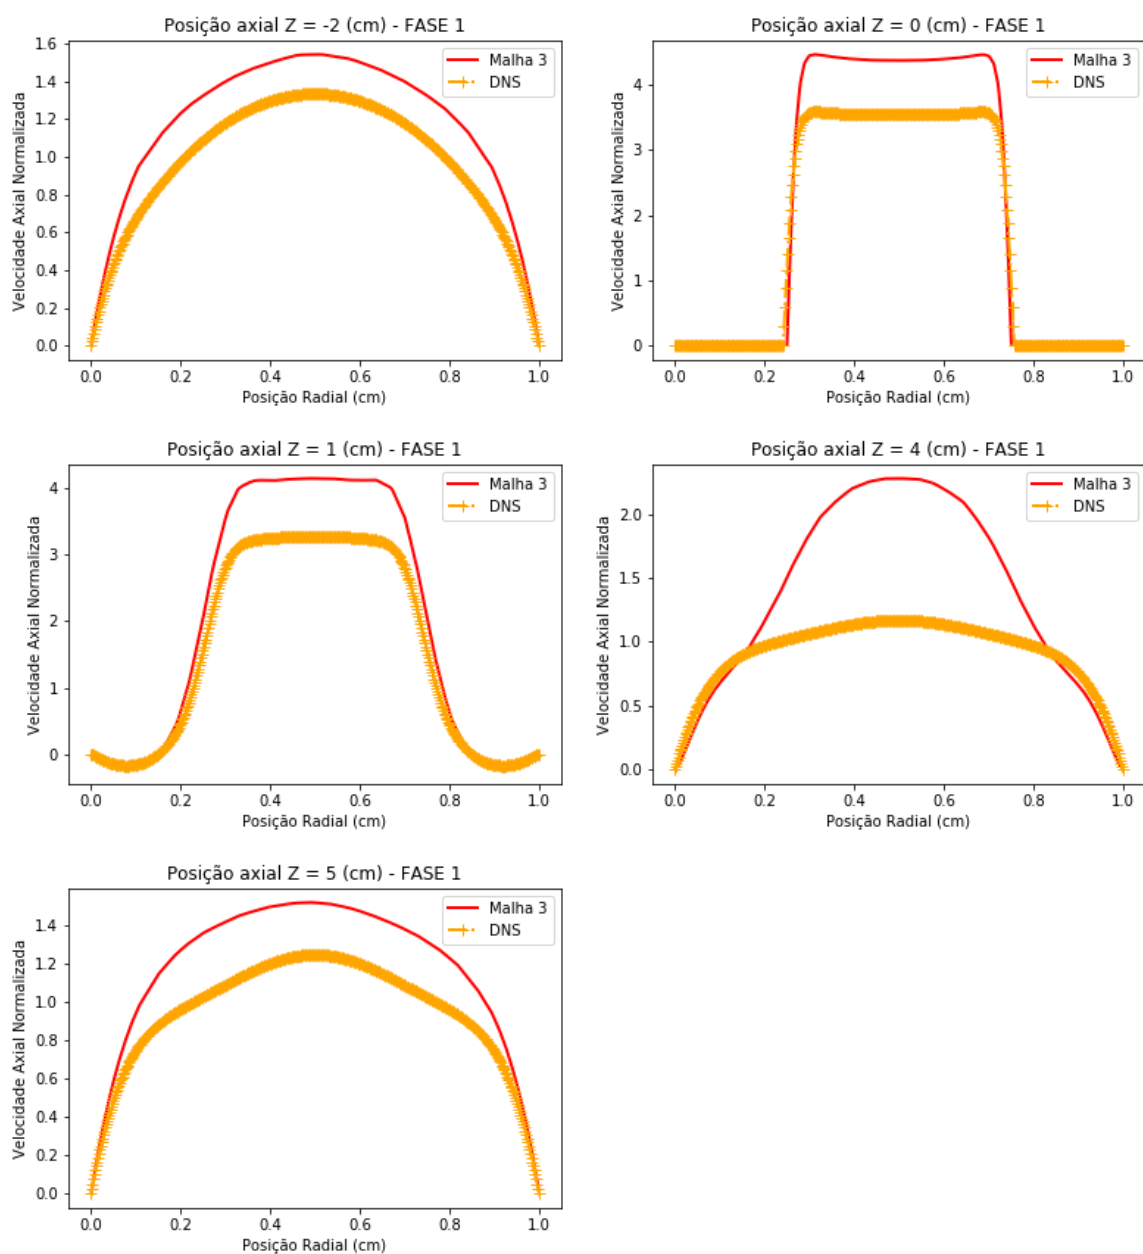 Posição axial Z = -2 (cm) - FASE 1
Velocidade Axial Normalizada
1.6
1.4
1.2
1.0
0.8
0.6
0.4
0.2
0.0
Malha 3
DNS
0.0 0.2 0.4 0.6 0.8 1.0
Posição Radial (cm)
Posição axial Z = 0 (cm) - FASE 1
Velocidade Axial Normalizada
4
3
2
1
0
Malha 3
DNS
0.0 0.2 0.4 0.6 0.8 1.0
Posição Radial (cm)
Posição axial Z = 1 (cm) - FASE 1
Velocidade Axial Normalizada
4
3
2
1
0
Malha 3
DNS
0.0 0.2 0.4 0.6 0.8 1.0
Posição Radial (cm)
Posição axial Z = 4 (cm) - FASE 1
Velocidade Axial Normalizada
2.0
1.5
1.0
0.5
0.0
Malha 3
DNS
0.0 0.2 0.4 0.6 0.8 1.0
Posição Radial (cm)
Posição axial Z = 5 (cm) - FASE 1
Velocidade Axial Normalizada
1.4
1.2
1.0
0.8
0.6
0.4
0.2
0.0
Malha 3
DNS
0.0 0.2 0.4 0.6 0.8 1.0
Posição Radial (cm)